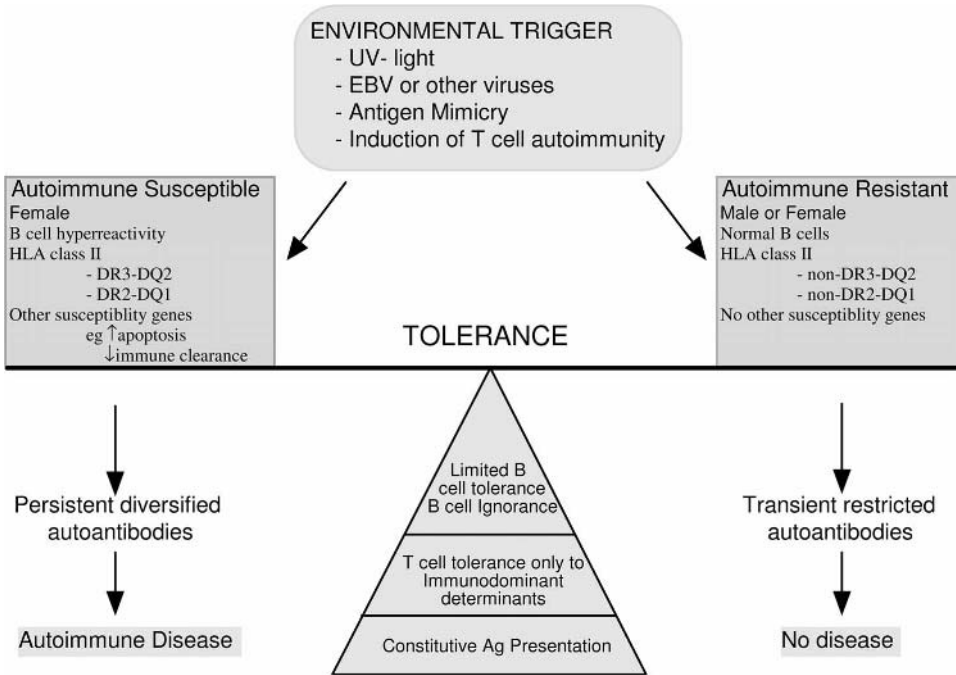 ENVIRONMENTAL TRIGGER
- UV- light
- EBV or other viruses
- Antigen Mimicry
- Induction of T cell autoimmunity
Autoimmune Susceptible
Female
B cell hyperreactivity
HLA class II
- DR3-DQ2
- DR2-DQ1
Other susceptiblity genes
eg ↑apoptosis
↓immune clearance
Autoimmune Resistant
Male or Female
Normal B cells
HLA class II
- non-DR3-DQ2
- non-DR2-DQ1
No other susceptiblity genes
TOLERANCE
Limited B
cell tolerance
B cell Ignorance
T cell tolerance only to
Immunodominant
determinants
Constitutive Ag Presentation
Persistent diversified
autoantibodies
Autoimmune Disease
Transient restricted
autoantibodies
No disease